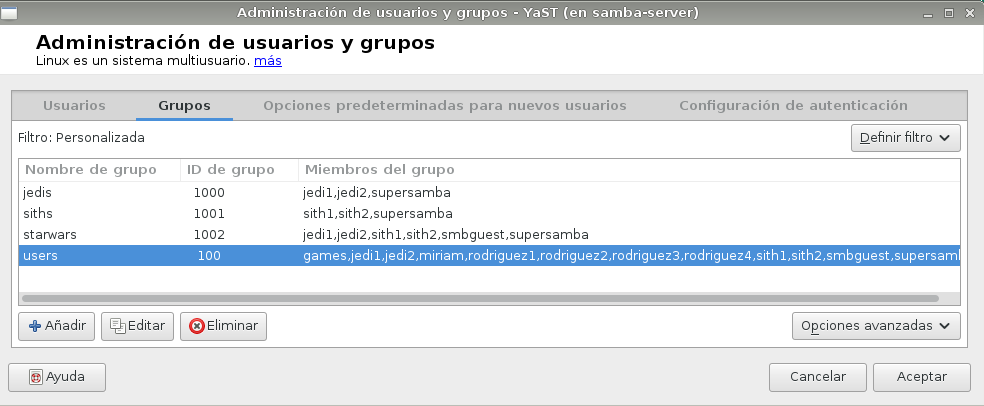 Administración de usuarios y grupos - YaST (en samba-server)
Administración de usuarios y grupos
Linux es un sistema multiusuario. más
Usuarios Grupos Opciones predeterminadas para nuevos usuarios Configuración de autenticación
Filtro: Personalizada Definir filtro
Nombre de grupo ID de grupo Miembros del grupo
jedis 1000 jedi1,jedi2,supersamba
siths 1001 sith1,sith2,supersamba
starwars 1002 jedi1,jedi2,sith1,sith2,smbguest,supersamba
users 100 games,jedi1,jedi2,miriam,rodriguez1,rodriguez2,rodriguez3,rodriguez4,sith1,sith2,smbguest,supersaml
Añadir Editar Eliminar Opciones avanzadas
Ayuda Cancelar Aceptar